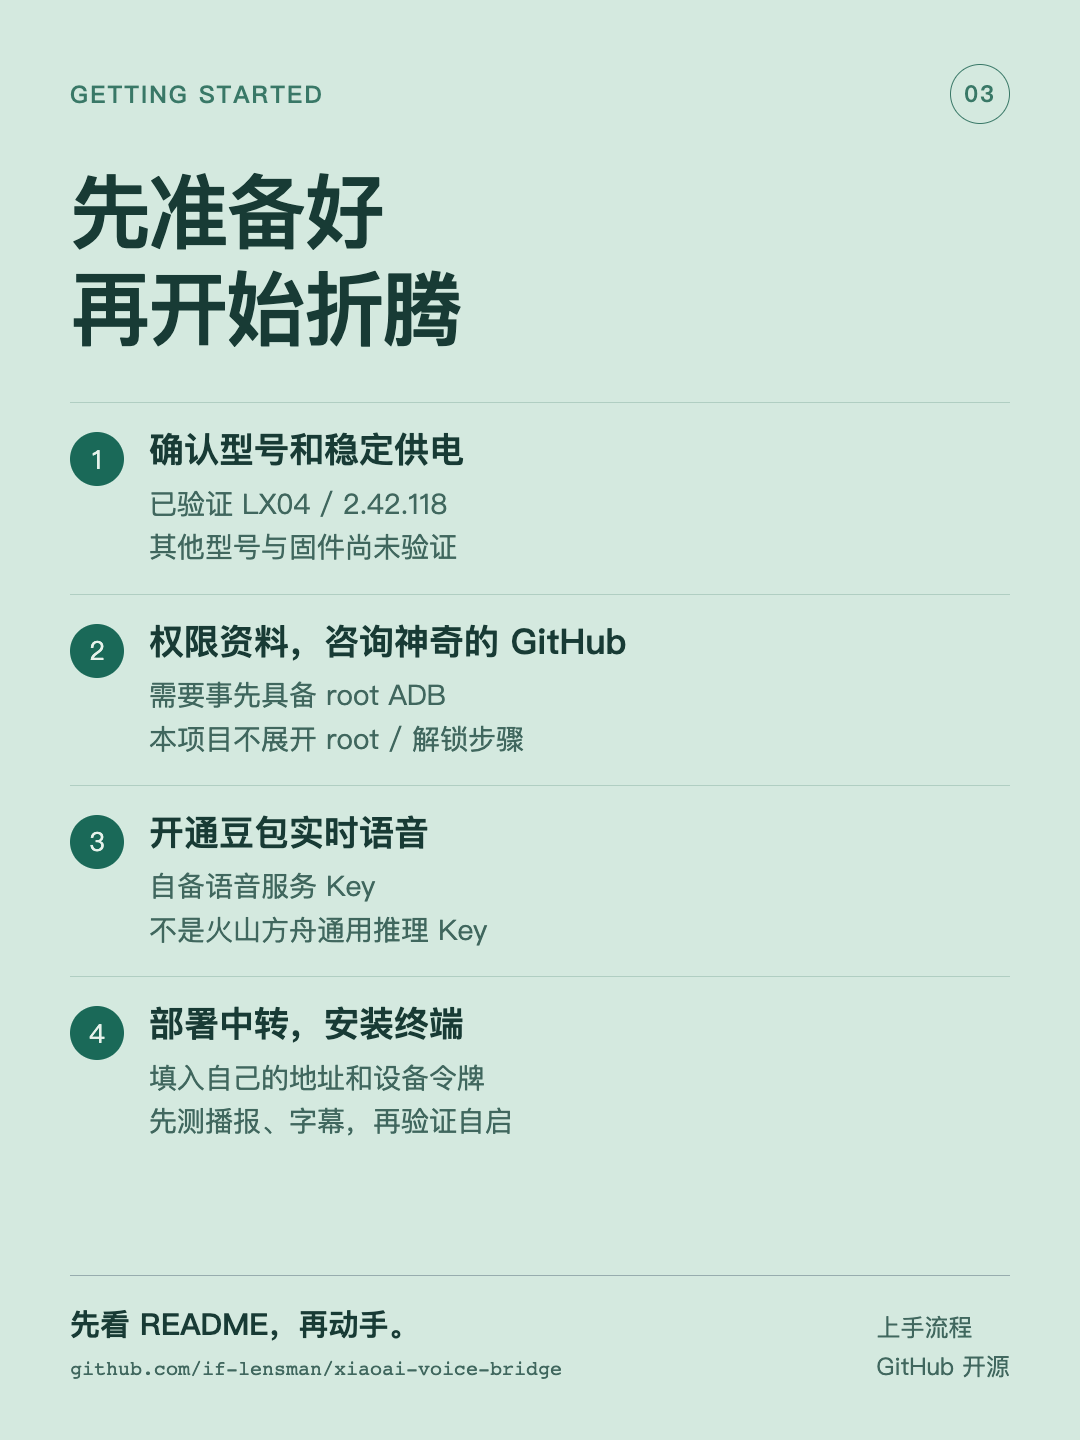 GETTING STARTED
03
先准备好
再开始折腾
1
确认型号和稳定供电
已验证 LX04 / 2.42.118
其他型号与固件尚未验证
2
权限资料，咨询神奇的 GitHub
需要事先具备 root ADB
本项目不展开 root / 解锁步骤
3
开通豆包实时语音
自备语音服务 Key
不是火山方舟通用推理 Key
4
部署中转，安装终端
填入自己的地址和设备令牌
先测播报、字幕，再验证自启
先看 README，再动手。
github.com/if-lensman/xiaoai-voice-bridge
上手流程
GitHub 开源